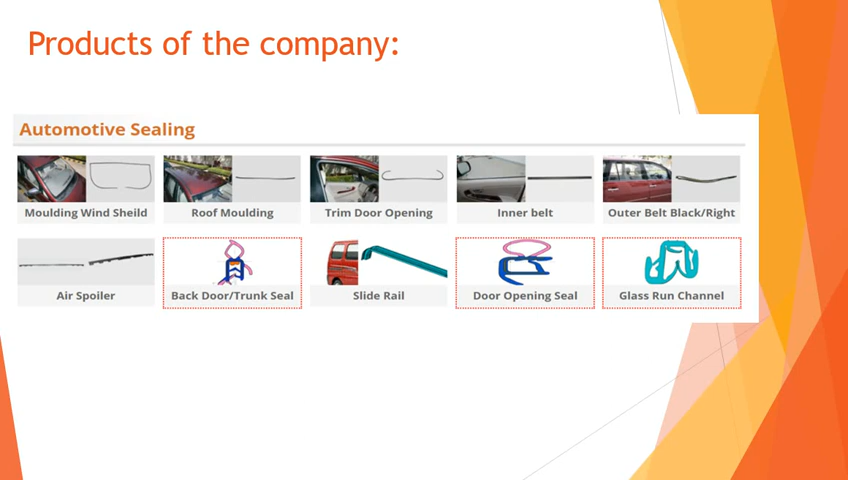 Products of the company:
Automotive Sealing
Moulding Wind Sheild
Roof Moulding
Trim Door Opening
Inner belt
Outer Belt Black/Right
Air Spoiler
Back Door/Trunk Seal
Slide Rail
Door Opening Seal
Glass Run Channel